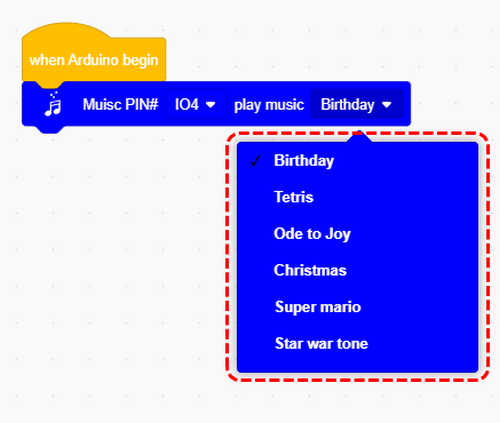 when Arduino begin
Muisc PIN# IO4 play music Birthday
Birthday
Tetris
Ode to Joy
Christmas
Super mario
Star war tone